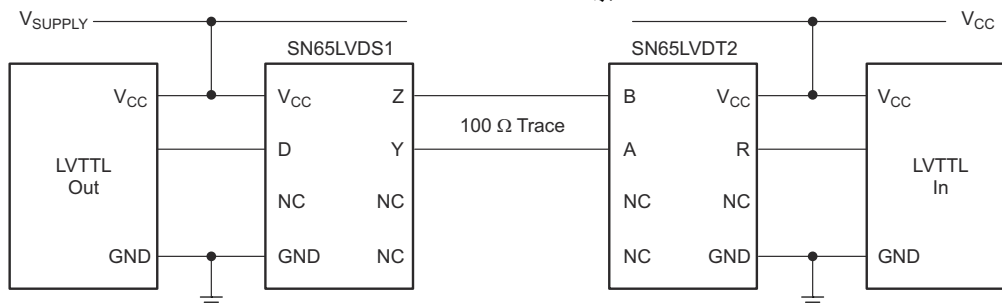 VSUPPLY VCC
SN65LVDS1 SN65LVDT2
VCC VCC Z B VCC VCC
100 Ω Trace
D Y A R
LVTTL Out LVTTL In
NC NC NC NC
GND GND NC NC GND GND